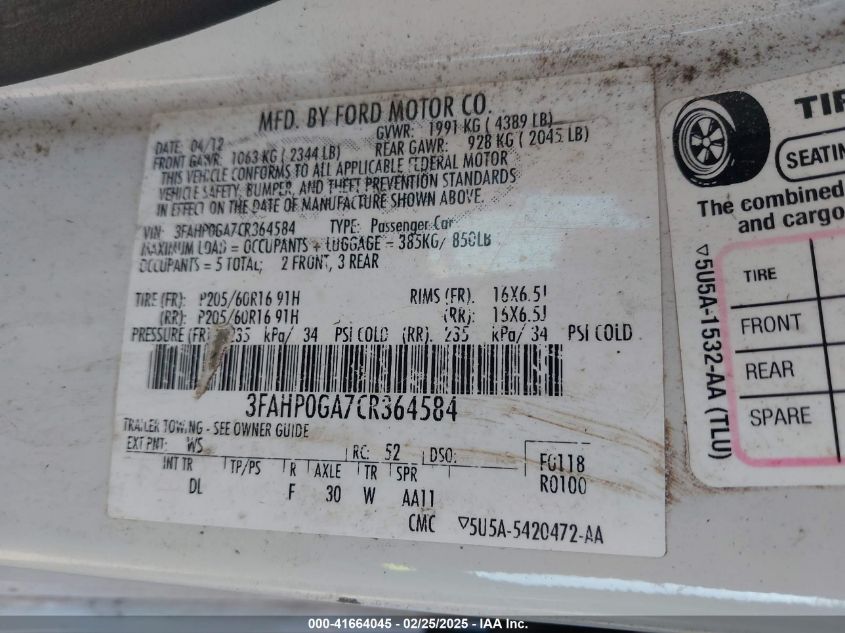 MFD. BY FORD MOTOR CO.
DATE: 04/12
GVWR: 1991 KG ( 4389 LB)
FRONT GAWR: 1063 KG ( 2344 LB)
REAR GAWR: 928 KG ( 2045 LB)
THIS VEHICLE CONFORMS TO ALL APPLICABLE FEDERAL MOTOR
VEHICLE SAFETY, BUMPER, AND THEFT PREVENTION STANDARDS
IN EFFECT ON THE DATE OF MANUFACTURE SHOWN ABOVE.
VIN: 3FAHP0GA7CR364584 TYPE: Passenger Car
MAXIMUM LOAD = OCCUPANTS + LUGGAGE = 385KG/ 850LB
OCCUPANTS = 5 TOTAL; 2 FRONT, 3 REAR
TIRE (FR): P205/60R16 91H RIMS (FR). 16X6.5J
(RR): P205/60R16 91H (RR): 16X6.5J
PRESSURE (FR) 235 kPa/ 34 PSI COLD (RR). 235 kPa/ 34 PSI COLD
3FAHP0GA7CR364584
TRAILER TOWING - SEE OWNER GUIDE
EXT PNT: WS RC: 52 DSO:
F0118
R0100
INT TR TP/PS R AXLE TR SPR
DL F 30 W AA11
CMC ▽5U5A-5420472-AA
TIR
SEATIN
The combined
and cargo
TIRE
FRONT
REAR
SPARE
▽5U5A-1532-AA (TLU)
000-41664045 - 02/25/2025 - IAA Inc.